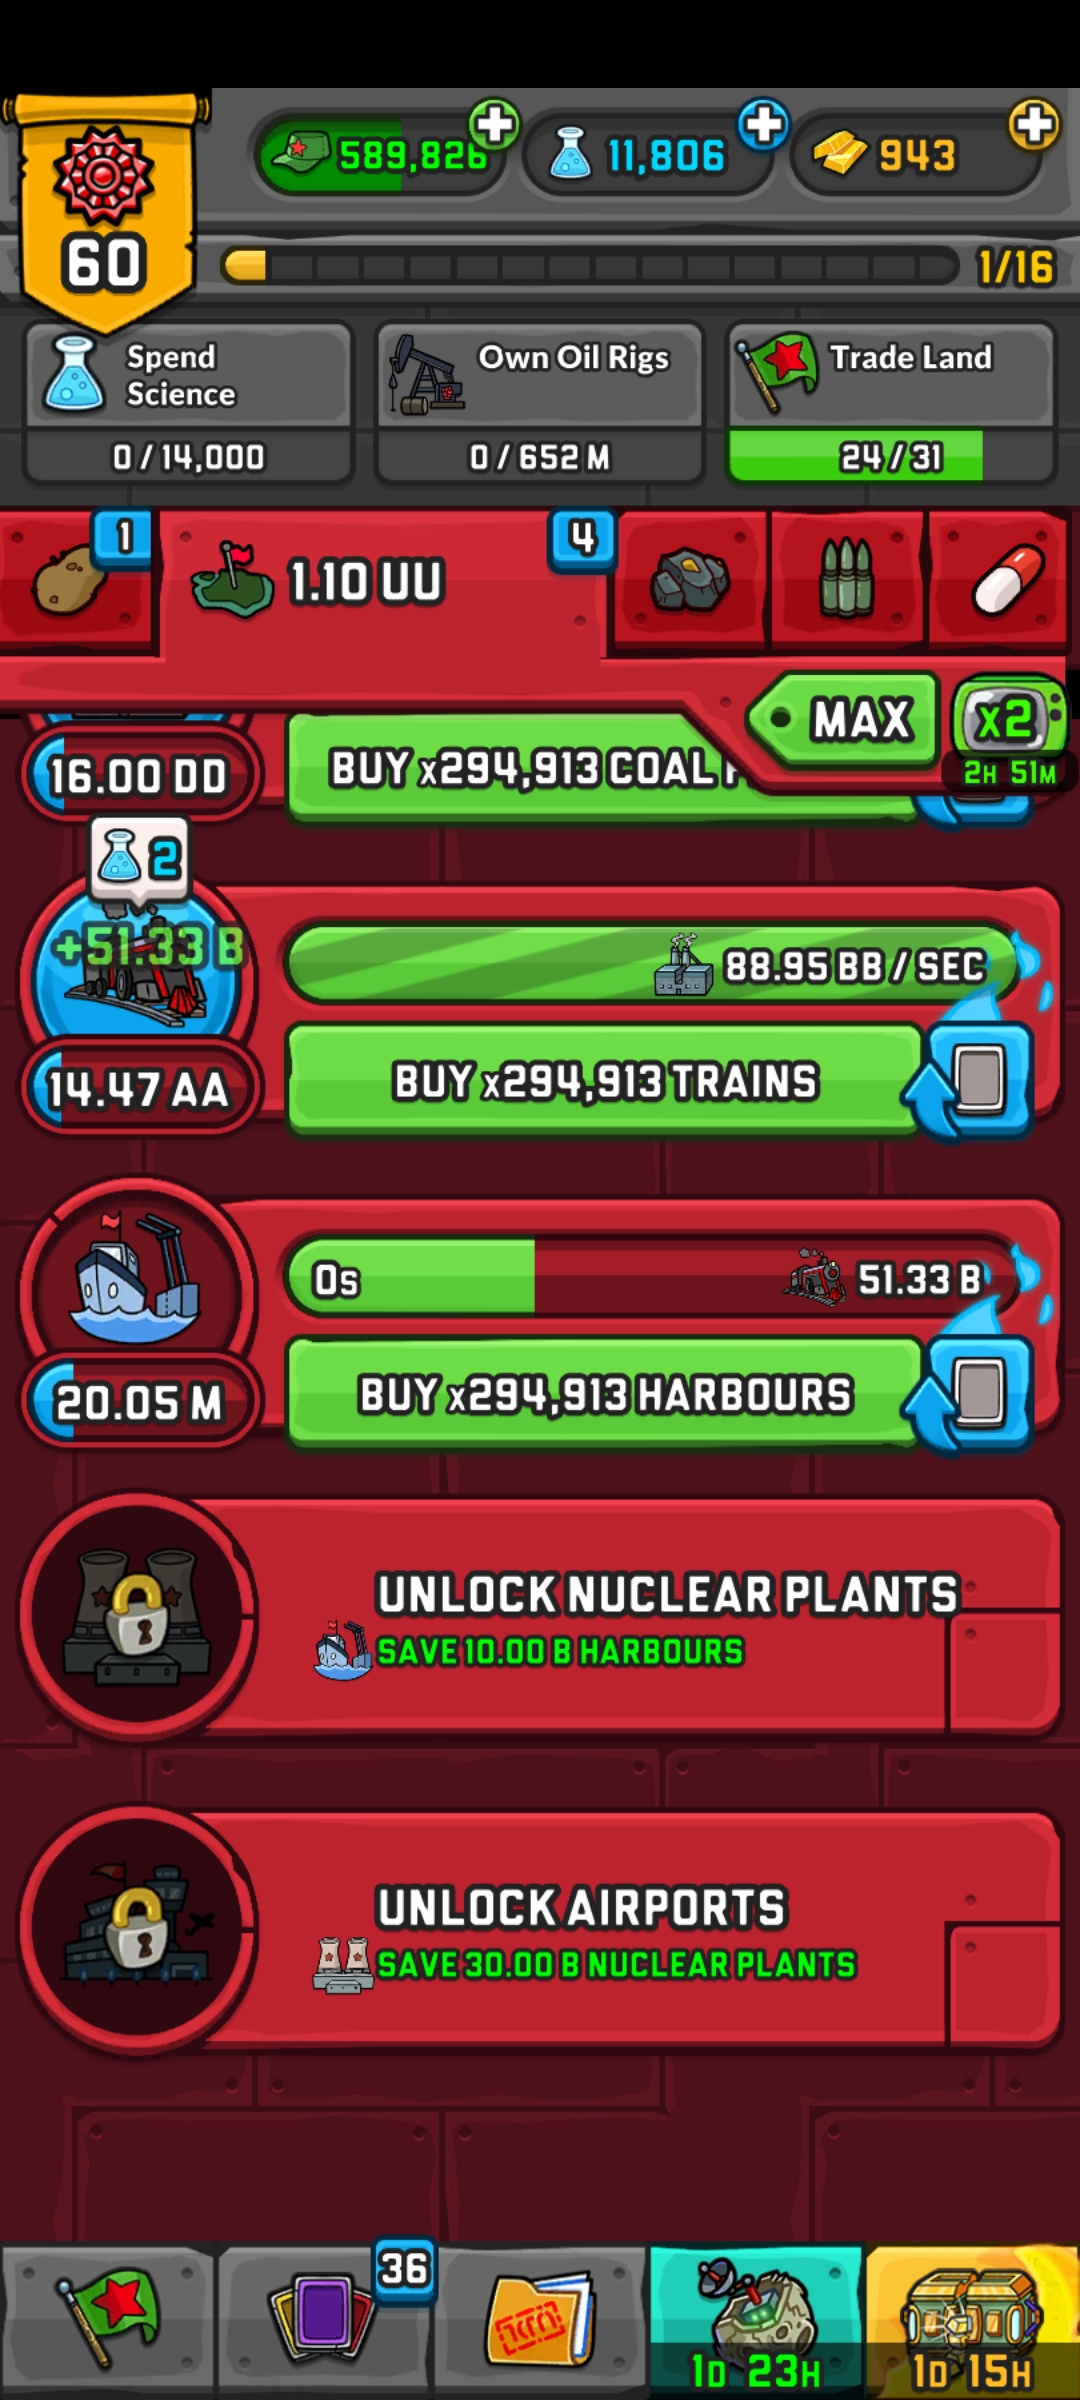 589,826
11,806
943
60
1/16
Spend
Science
0 / 14,000
Own Oil Rigs
0 / 652 M
Trade Land
24 / 31
1
1.10 UU
4
MAX
x2
2H 51M
16.00 DD
BUY x294,913 COAL
2
+51.33 B
88.95 BB / SEC
14.47 AA
BUY x294,913 TRAINS
0s
51.33 B
20.05 M
BUY x294,913 HARBOURS
UNLOCK NUCLEAR PLANTS
SAVE 10.00 B HARBOURS
UNLOCK AIRPORTS
SAVE 30.00 B NUCLEAR PLANTS
36
1D 23H
1D 15H